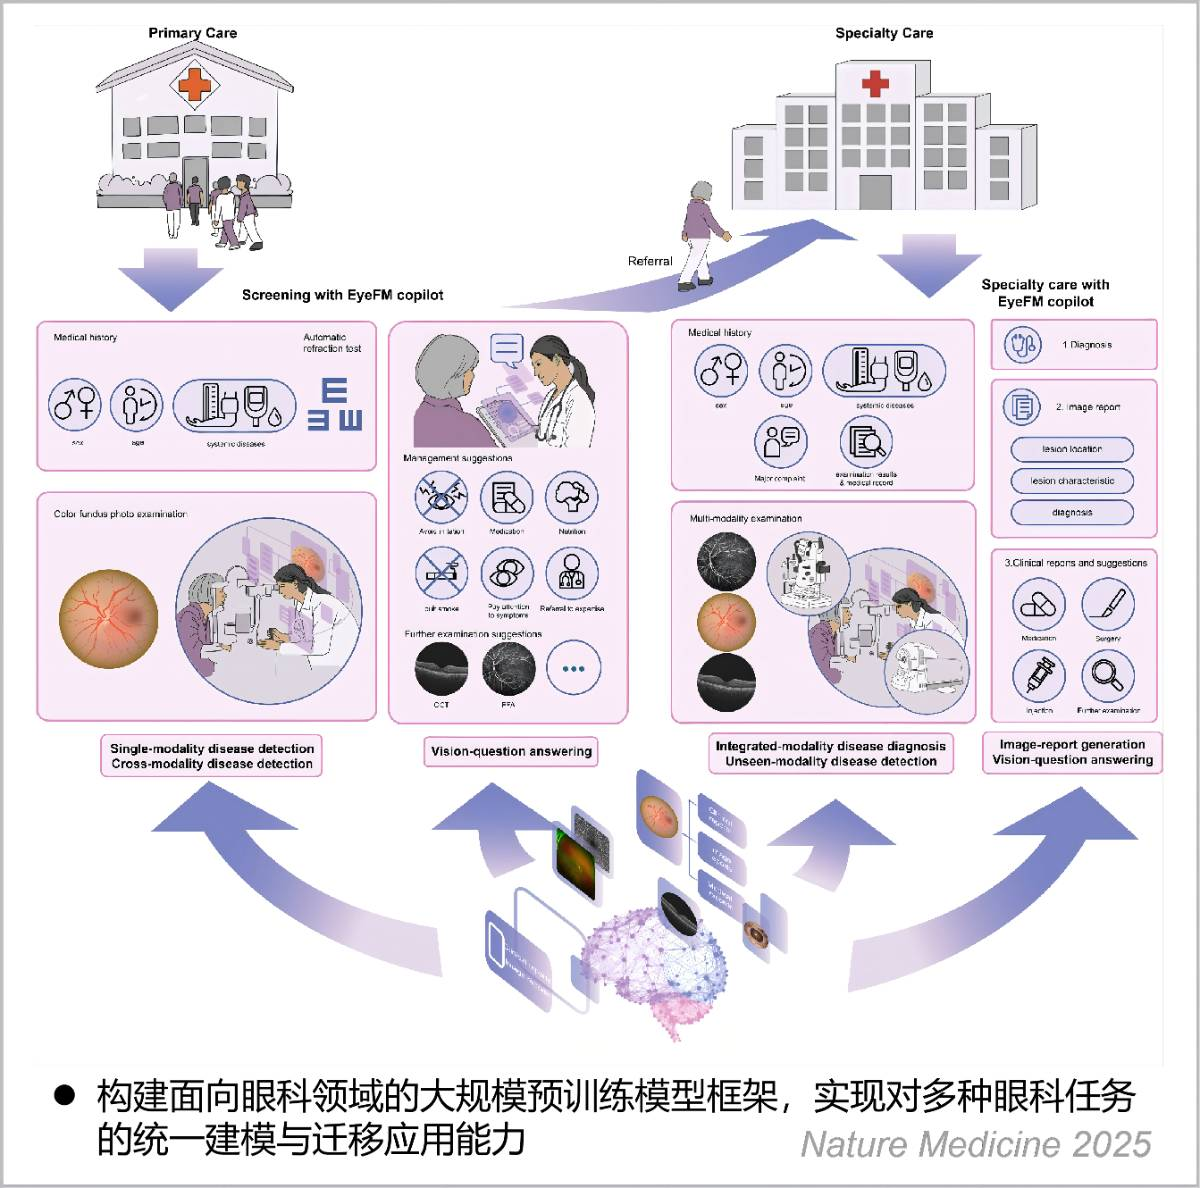 Primary Care
Specialty Care
Referral
Screening with EyeFM copilot
Specialty care with
EyeFM copilot
Medical history
Automatic
refraction test
sex
age
systemic diseases
Color fundus photo examination
Management suggestions
Medication
Nutrition
quit smoke
Pay attention
to symptoms
Referral to expertise
Further examination suggestions
OCT
FFA
Medical history
sex
age
systemic diseases
Major complaint
examination results
& medical record
Multi-modality examination
1 Diagnosis
2. Image report
lesion location
lesion characteristic
diagnosis
3.Clinical reports and suggestions
Medication
Surgery
Injection
Further examination
Single-modality disease detection
Cross-modality disease detection
Vision-question answering
Integrated-modality disease diagnosis
Unseen-modality disease detection
Image-report generation
Vision-question answering
● 构建面向眼科领域的大规模预训练模型框架，实现对多种眼科任务
的统一建模与迁移应用能力
Nature Medicine 2025